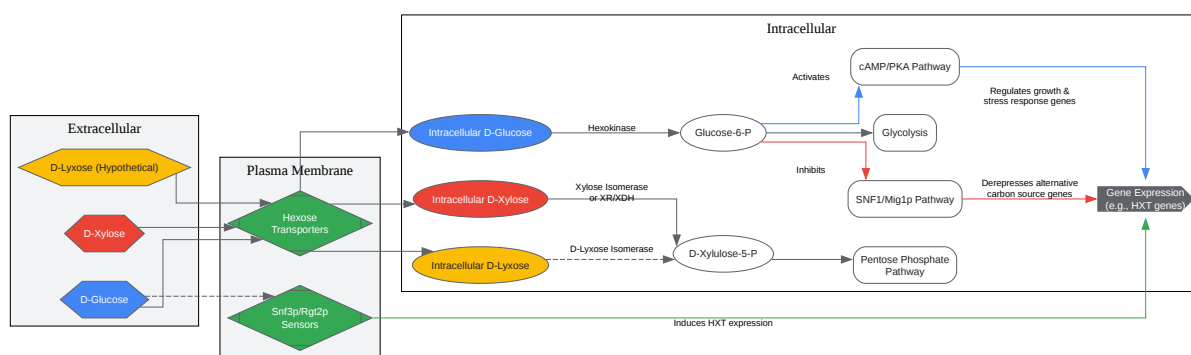 Extracellular
D-Lyxose (Hypothetical)
D-Xylose
D-Glucose
Plasma Membrane
Hexose
Transporters
Snf3p/Rgt2p
Sensors
Intracellular
Intracellular D-Glucose
Hexokinase
Glucose-6-P
Activates
cAMP/PKA Pathway
Regulates growth &
stress response genes
Glycolysis
Inhibits
SNF1/Mig1p Pathway
Derepresses alternative
carbon source genes
Gene Expression
(e.g., HXT genes)
Intracellular D-Xylose
Xylose Isomerase
or XR/XDH
Intracellular D-Lyxose
D-Lyxose Isomerase
D-Xylulose-5-P
Pentose Phosphate
Pathway
Induces HXT expression